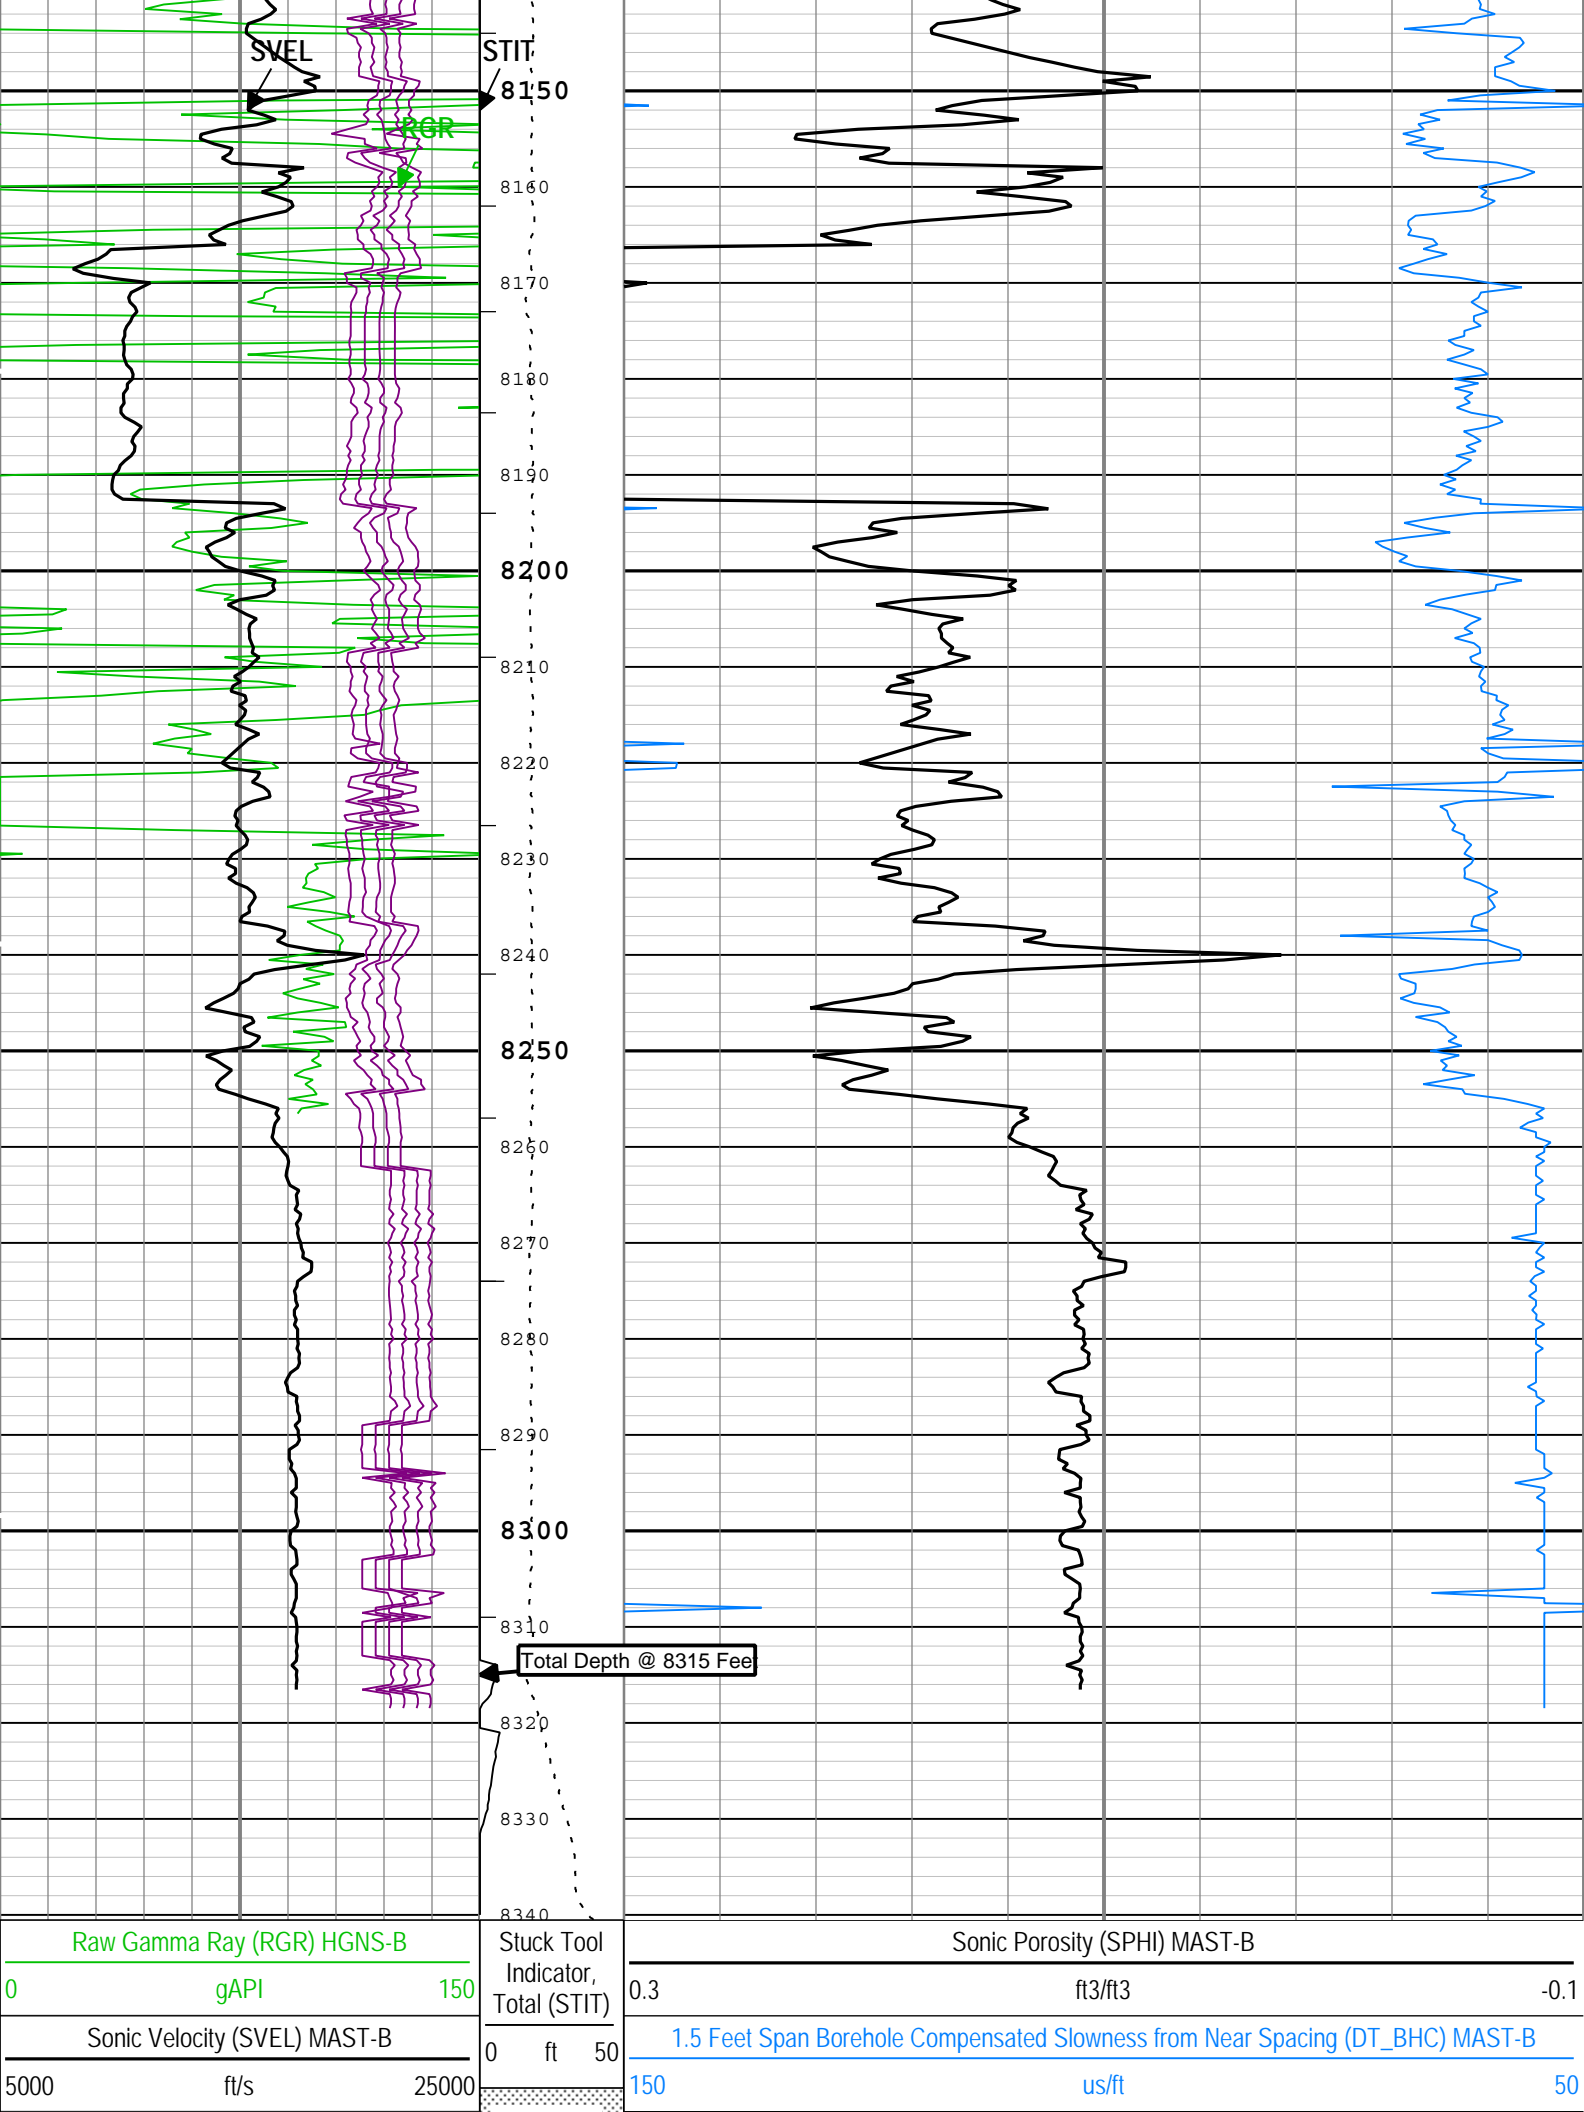 SVEL
STIT
8150
RGR
8160
8170
8180
8190
8200
8210
8220
8230
8240
8250
8260
8270
8280
8290
8300
8310
Total Depth @ 8315 Feet
8320
8330
8340
Raw Gamma Ray (RGR) HGNS-B
0 gAPI 150
Sonic Velocity (SVEL) MAST-B
5000 ft/s 25000
Stuck Tool
Indicator,
Total (STIT)
0 ft 50
Sonic Porosity (SPHI) MAST-B
0.3 ft3/ft3 -0.1
1.5 Feet Span Borehole Compensated Slowness from Near Spacing (DT_BHC) MAST-B
150 us/ft 50